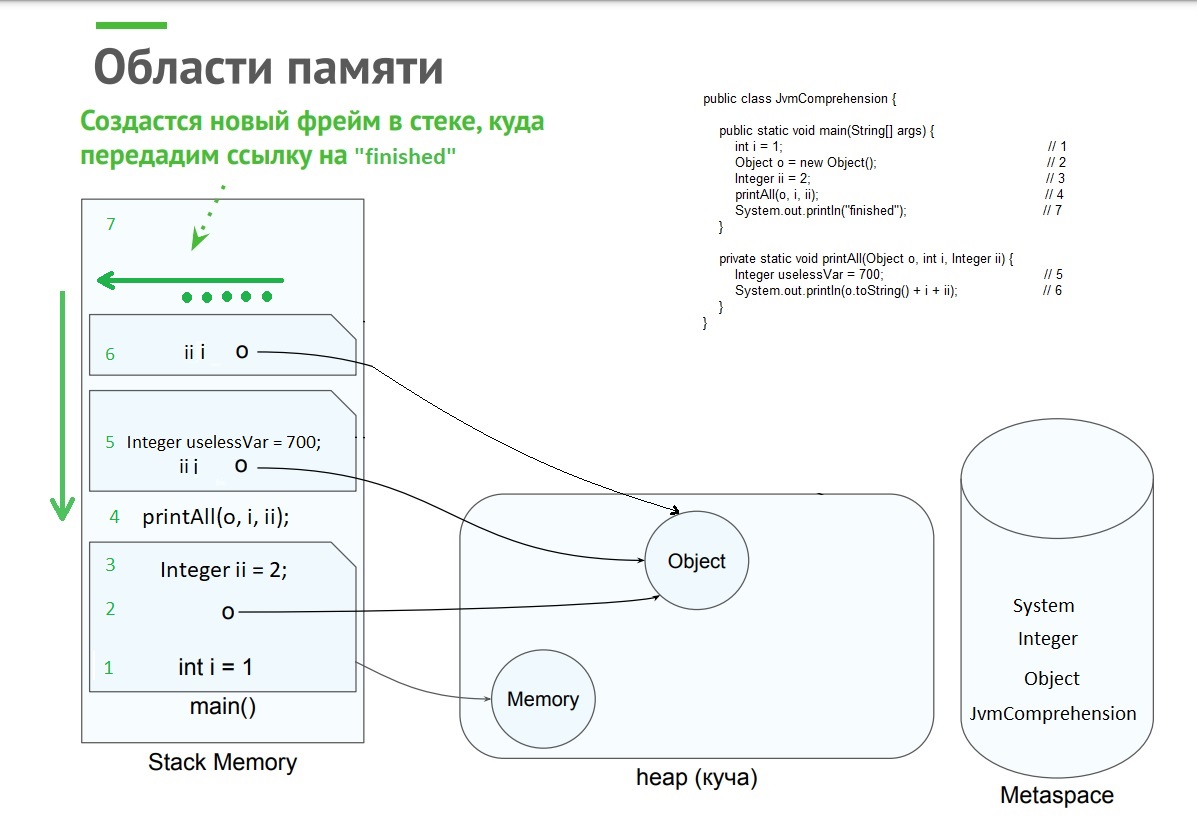 Области памяти
Создастся новый фрейм в стеке, куда
передадим ссылку на "finished"
public class JvmComprehension {
public static void main(String[] args) {
int i = 1; // 1
Object o = new Object(); // 2
Integer ii = 2; // 3
printAll(o, i, ii); // 4
System.out.println("finished"); // 7
}
private static void printAll(Object o, int i, Integer ii) {
Integer uselessVar = 700; // 5
System.out.println(o.toString() + i + ii); // 6
}
}
7
6 ii i o
5 Integer uselessVar = 700;
ii i o
4 printAll(o, i, ii);
3 Integer ii = 2;
2 o
1 int i = 1
main()
Stack Memory
Object
Memory
heap (куча)
System
Integer
Object
JvmComprehension
Metaspace